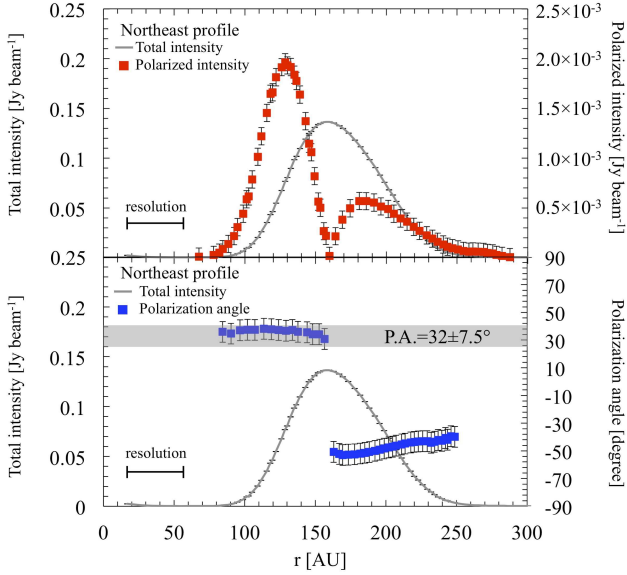 Northeast profile
Total intensity
Polarized intensity
resolution
Total intensity [Jy beam⁻¹]
0.25
0.2
0.15
0.1
0.05
0.25
Polarized intensity [Jy beam⁻¹]
2.5×10⁻³
2.0×10⁻³
1.5×10⁻³
1.0×10⁻³
0.5×10⁻³
90
Northeast profile
Total intensity
Polarization angle
P.A.=32±7.5°
resolution
Total intensity [Jy beam⁻¹]
0.2
0.15
0.1
0.05
0
Polarization angle [degree]
70
50
30
10
-10
-30
-50
-70
-90
0 50 100 150 200 250 300
r [AU]